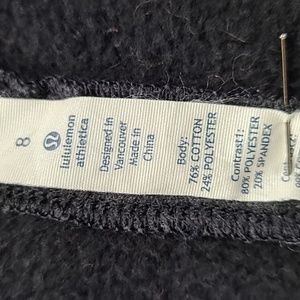 8
lululemon
athletica
Designed in
Vancouver
Made in
China
Body:
76% COTTON
24% POLYESTER
Contrast1:
80% POLYESTER
20% SPANDEX